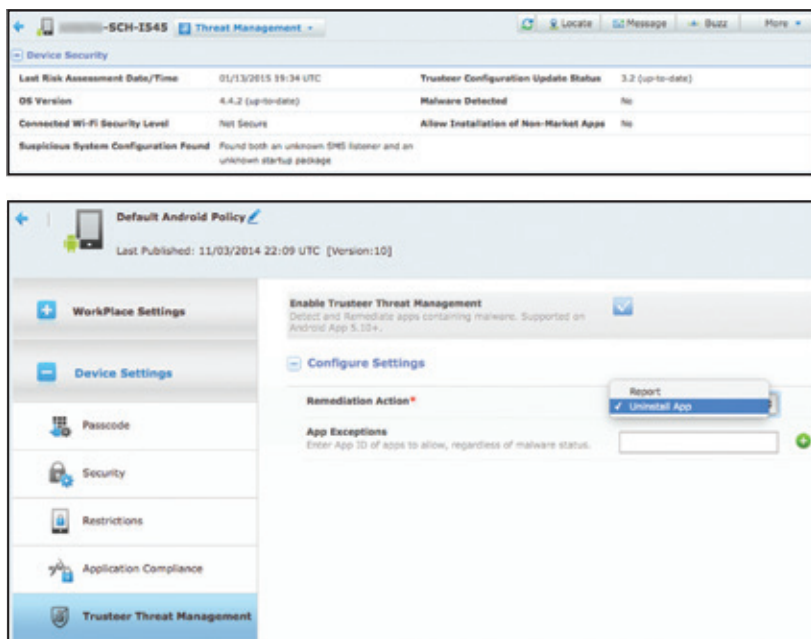 -SCH-I545 Threat Management
Locate Message Buzz More
Device Security
Last Risk Assessment Date/Time 01/13/2015 19:34 UTC Trusteer Configuration Update Status 3.2 (up-to-date)
OS Version 4.4.2 (up-to-date) Malware Detected No
Connected Wi-Fi Security Level Not Secure Allow Installation of Non-Market Apps No
Suspicious System Configuration Found Found both an unknown SMS listener and an
unknown startup package
Default Android Policy
Last Published: 11/03/2014 22:09 UTC [Version:10]
WorkPlace Settings
Device Settings
Passcode
Security
Restrictions
Application Compliance
Trusteer Threat Management
Enable Trusteer Threat Management
Detect and Remediate apps containing malware. Supported on
Android App 5.10+.
Configure Settings
Remediation Action*
Report
✓ Uninstall App
App Exceptions
Enter App ID of apps to allow, regardless of malware status.